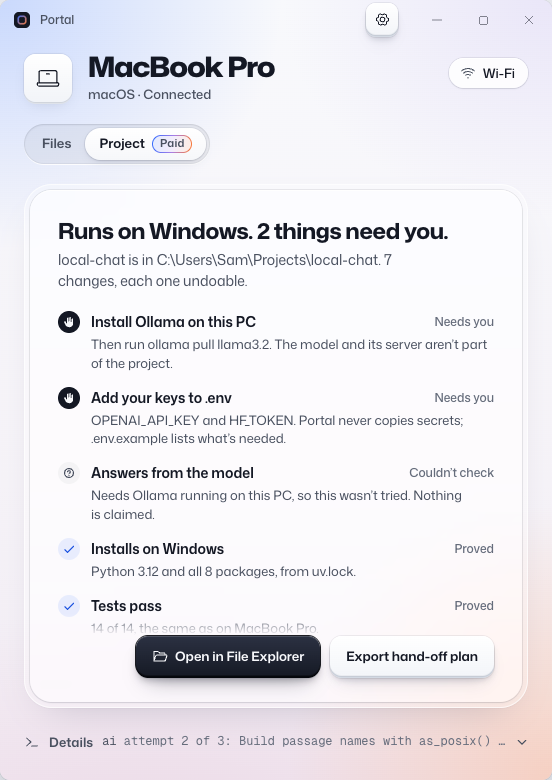 Portal
MacBook Pro
macOS · Connected
Wi-Fi
Files
Project Paid
Runs on Windows. 2 things need you.
local-chat is in C:\Users\Sam\Projects\local-chat. 7
changes, each one undoable.
Install Ollama on this PC Needs you
Then run ollama pull llama3.2. The model and its server aren't part
of the project.
Add your keys to .env Needs you
OPENAI_API_KEY and HF_TOKEN. Portal never copies secrets;
.env.example lists what's needed.
Answers from the model Couldn't check
Needs Ollama running on this PC, so this wasn't tried. Nothing
is claimed.
Installs on Windows Proved
Python 3.12 and all 8 packages, from uv.lock.
Tests pass Proved
14 of 14, the same as on MacBook Pro
Open in File Explorer
Export hand-off plan
Details ai attempt 2 of 3: Build passage names with as_posix() …